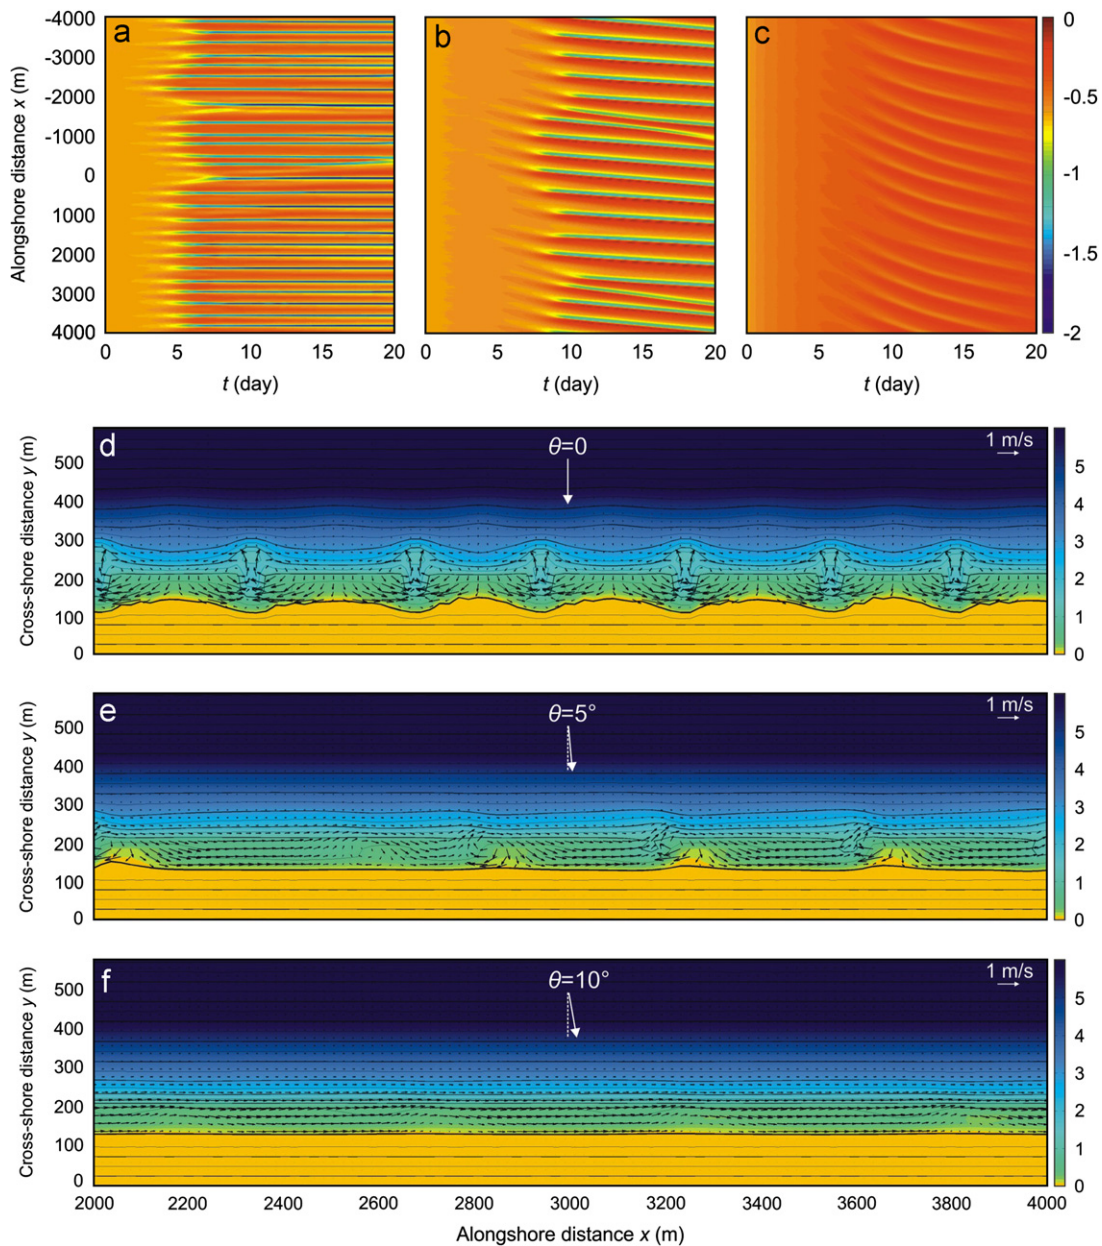 a
b
c
Alongshore distance x (m)
-4000
-3000
-2000
-1000
0
1000
2000
3000
4000
0 5 10 15 20
0 5 10 15 20
0 5 10 15 20
t (day)
t (day)
t (day)
0
-0.5
-1
-1.5
-2
d
θ=0
1 m/s
Cross-shore distance y (m)
500
400
300
200
100
0
5
4
3
2
1
0
e
θ=5°
1 m/s
Cross-shore distance y (m)
500
400
300
200
100
0
5
4
3
2
1
0
f
θ=10°
1 m/s
Cross-shore distance y (m)
500
400
300
200
100
0
5
4
3
2
1
0
2000 2200 2400 2600 2800 3000 3200 3400 3600 3800 4000
Alongshore distance x (m)